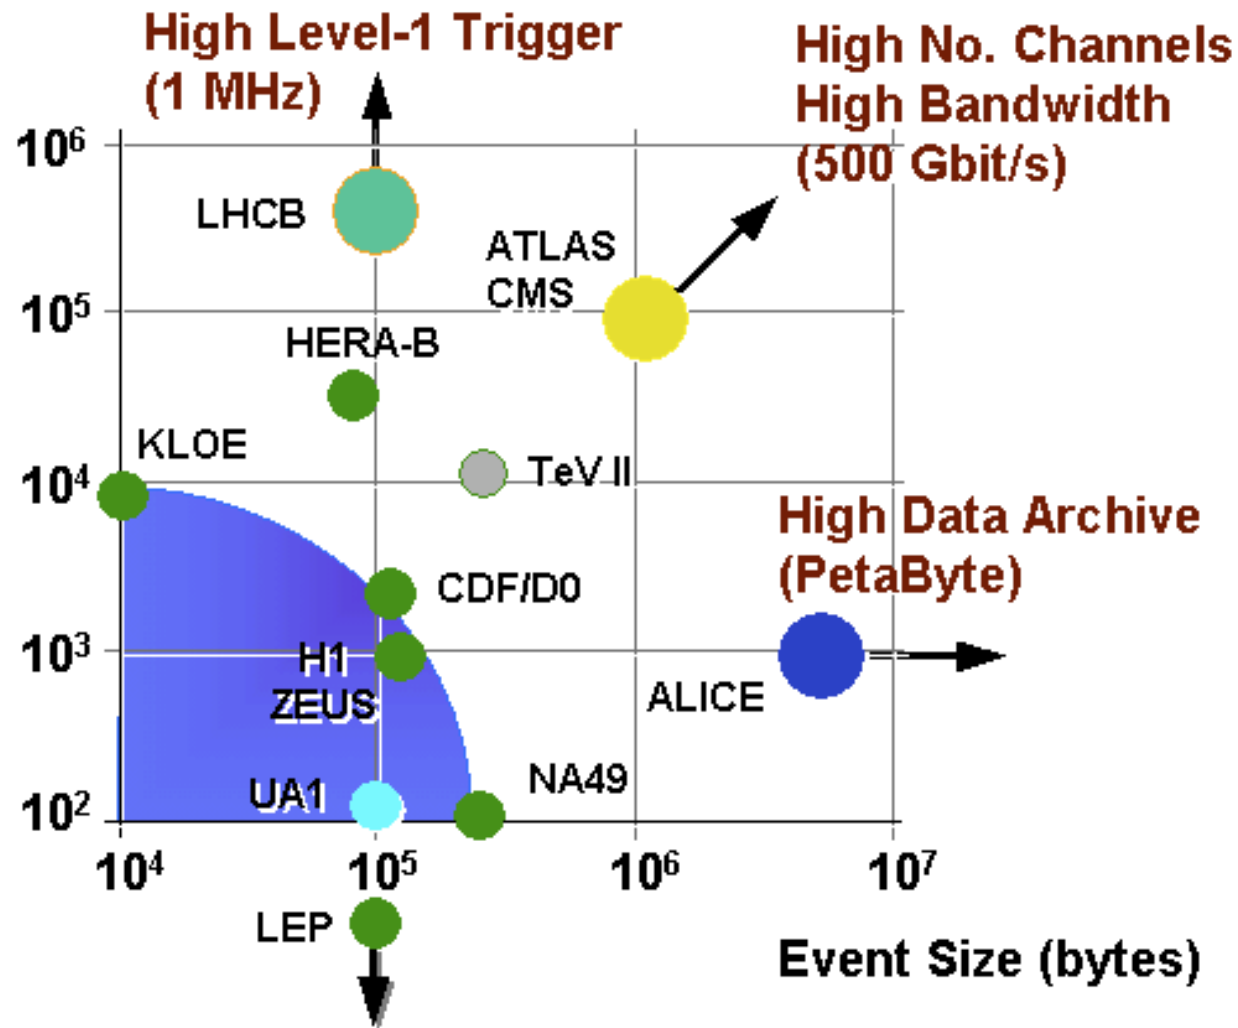 High Level-1 Trigger
(1 MHz)
High No. Channels
High Bandwidth
(500 Gbit/s)
10⁶
LHCB
ATLAS
CMS
10⁵
HERA-B
KLOE
10⁴
TeV II
High Data Archive
(PetaByte)
CDF/D0
10³
H1
ZEUS
ALICE
NA49
UA1
10²
10⁴ 10⁵ 10⁶ 10⁷
LEP
Event Size (bytes)